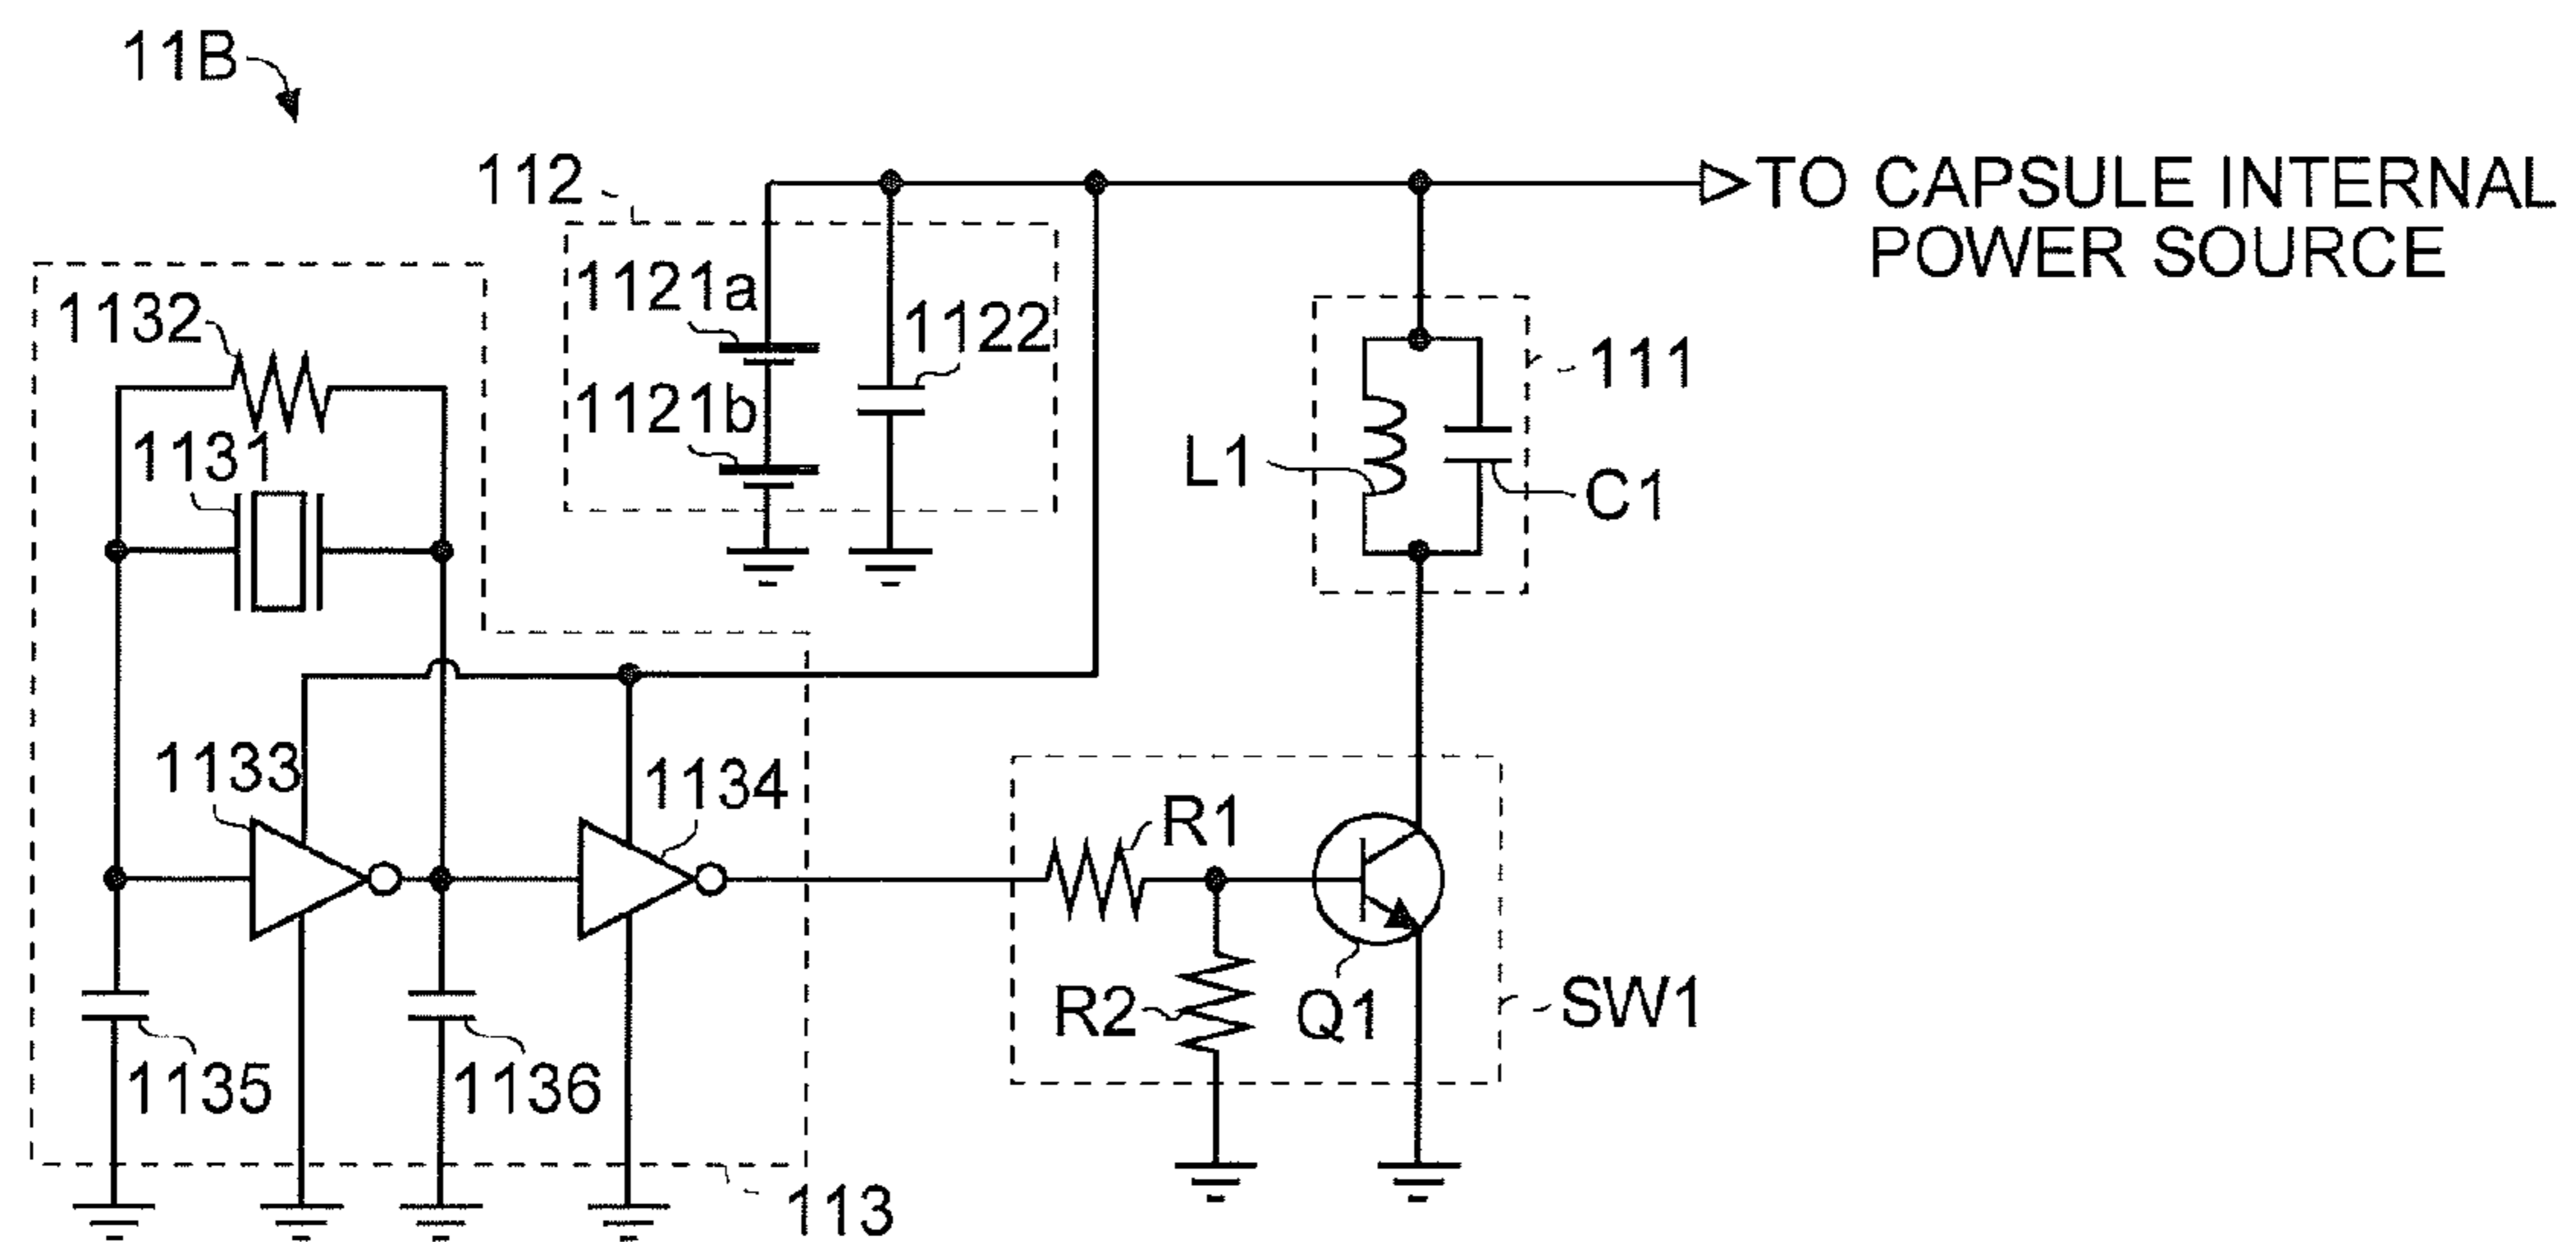 11B
112
TO CAPSULE INTERNAL
POWER SOURCE
1121a
1122
1132
111
1121b
1131
L1
C1
1133
1134
R1
R2
Q1
SW1
1135
1136
113